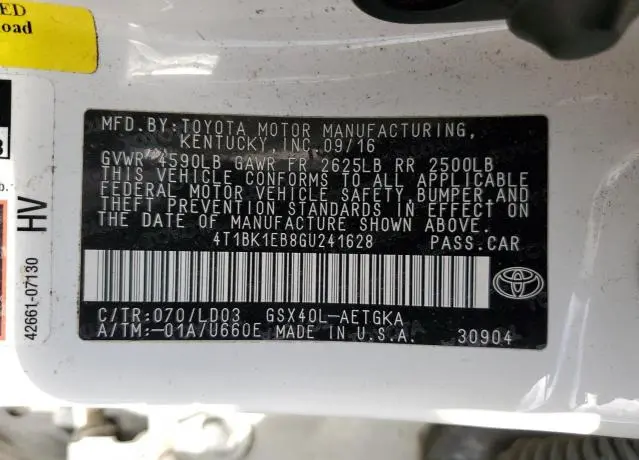 ED
oad
MFD.BY:TOYOTA MOTOR MANUFACTURING,
KENTUCKY,INC.09/16
GVWR 4590LB GAWR FR 2625LB RR 2500LB
THIS VEHICLE CONFORMS TO ALL APPLICABLE
FEDERAL MOTOR VEHICLE SAFETY,BUMPER,AND
THEFT PREVENTION STANDARDS IN EFFECT ON
THE DATE OF MANUFACTURE SHOWN ABOVE.
4T1BK1EB8GU241628 PASS.CAR
C/TR:070/LD03 GSX40L-AETGKA
A/TM:-01A/U660E MADE IN U.S.A. 30904
42661-07130
HV
b.